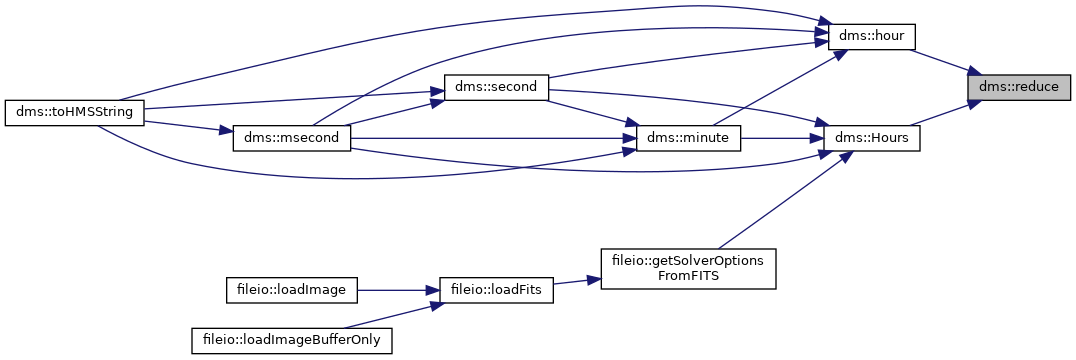 dms::hour
dms::second
dms::reduce
dms::toHMSString
dms::msecond
dms::minute
dms::Hours
fileio::getSolverOptions
FromFITS
fileio::loadImage
fileio::loadFits
fileio::loadImageBufferOnly